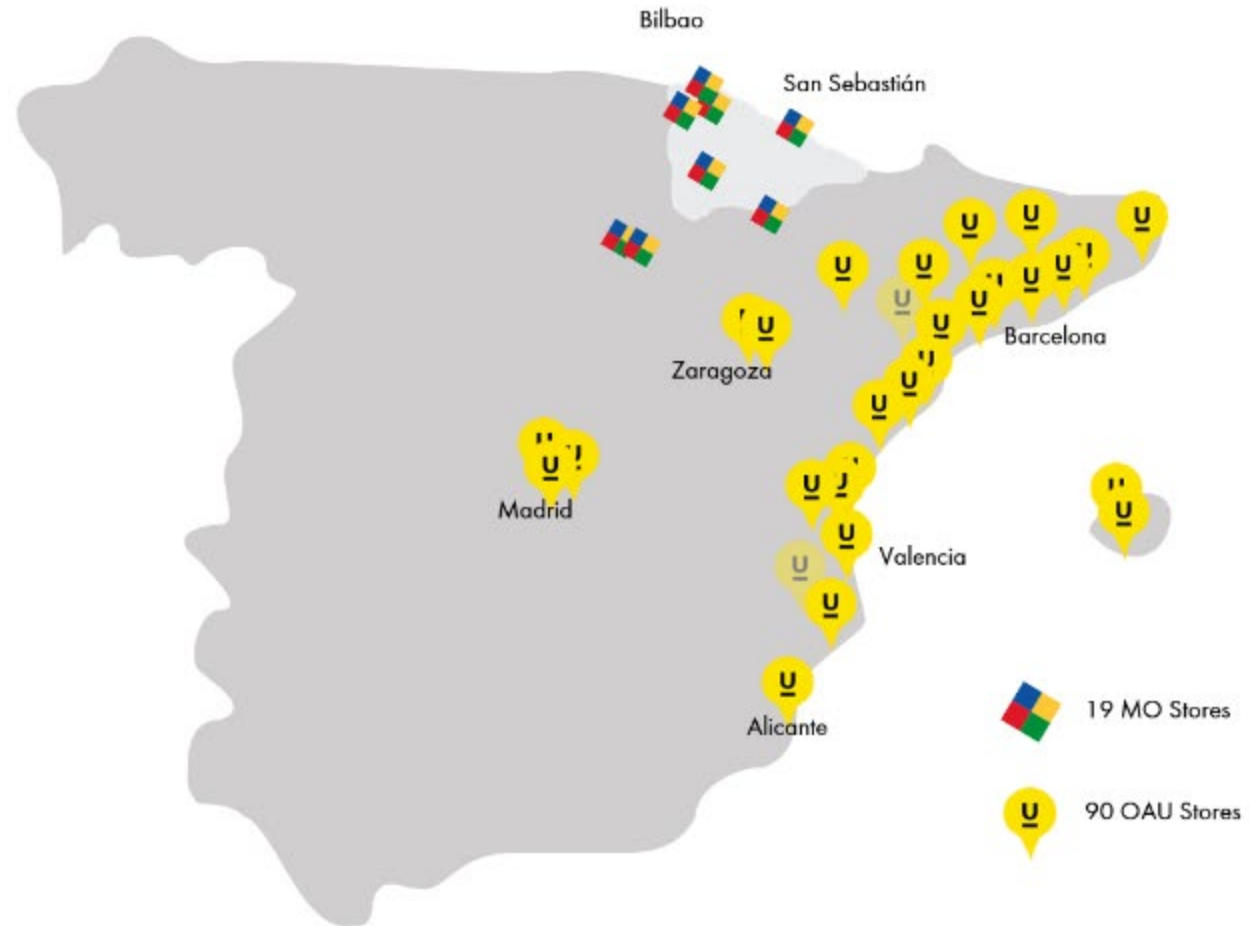 Bilbao
San Sebastián
Zaragoza
Barcelona
Madrid
Valencia
Alicante
19 MO Stores
U 90 OAU Stores